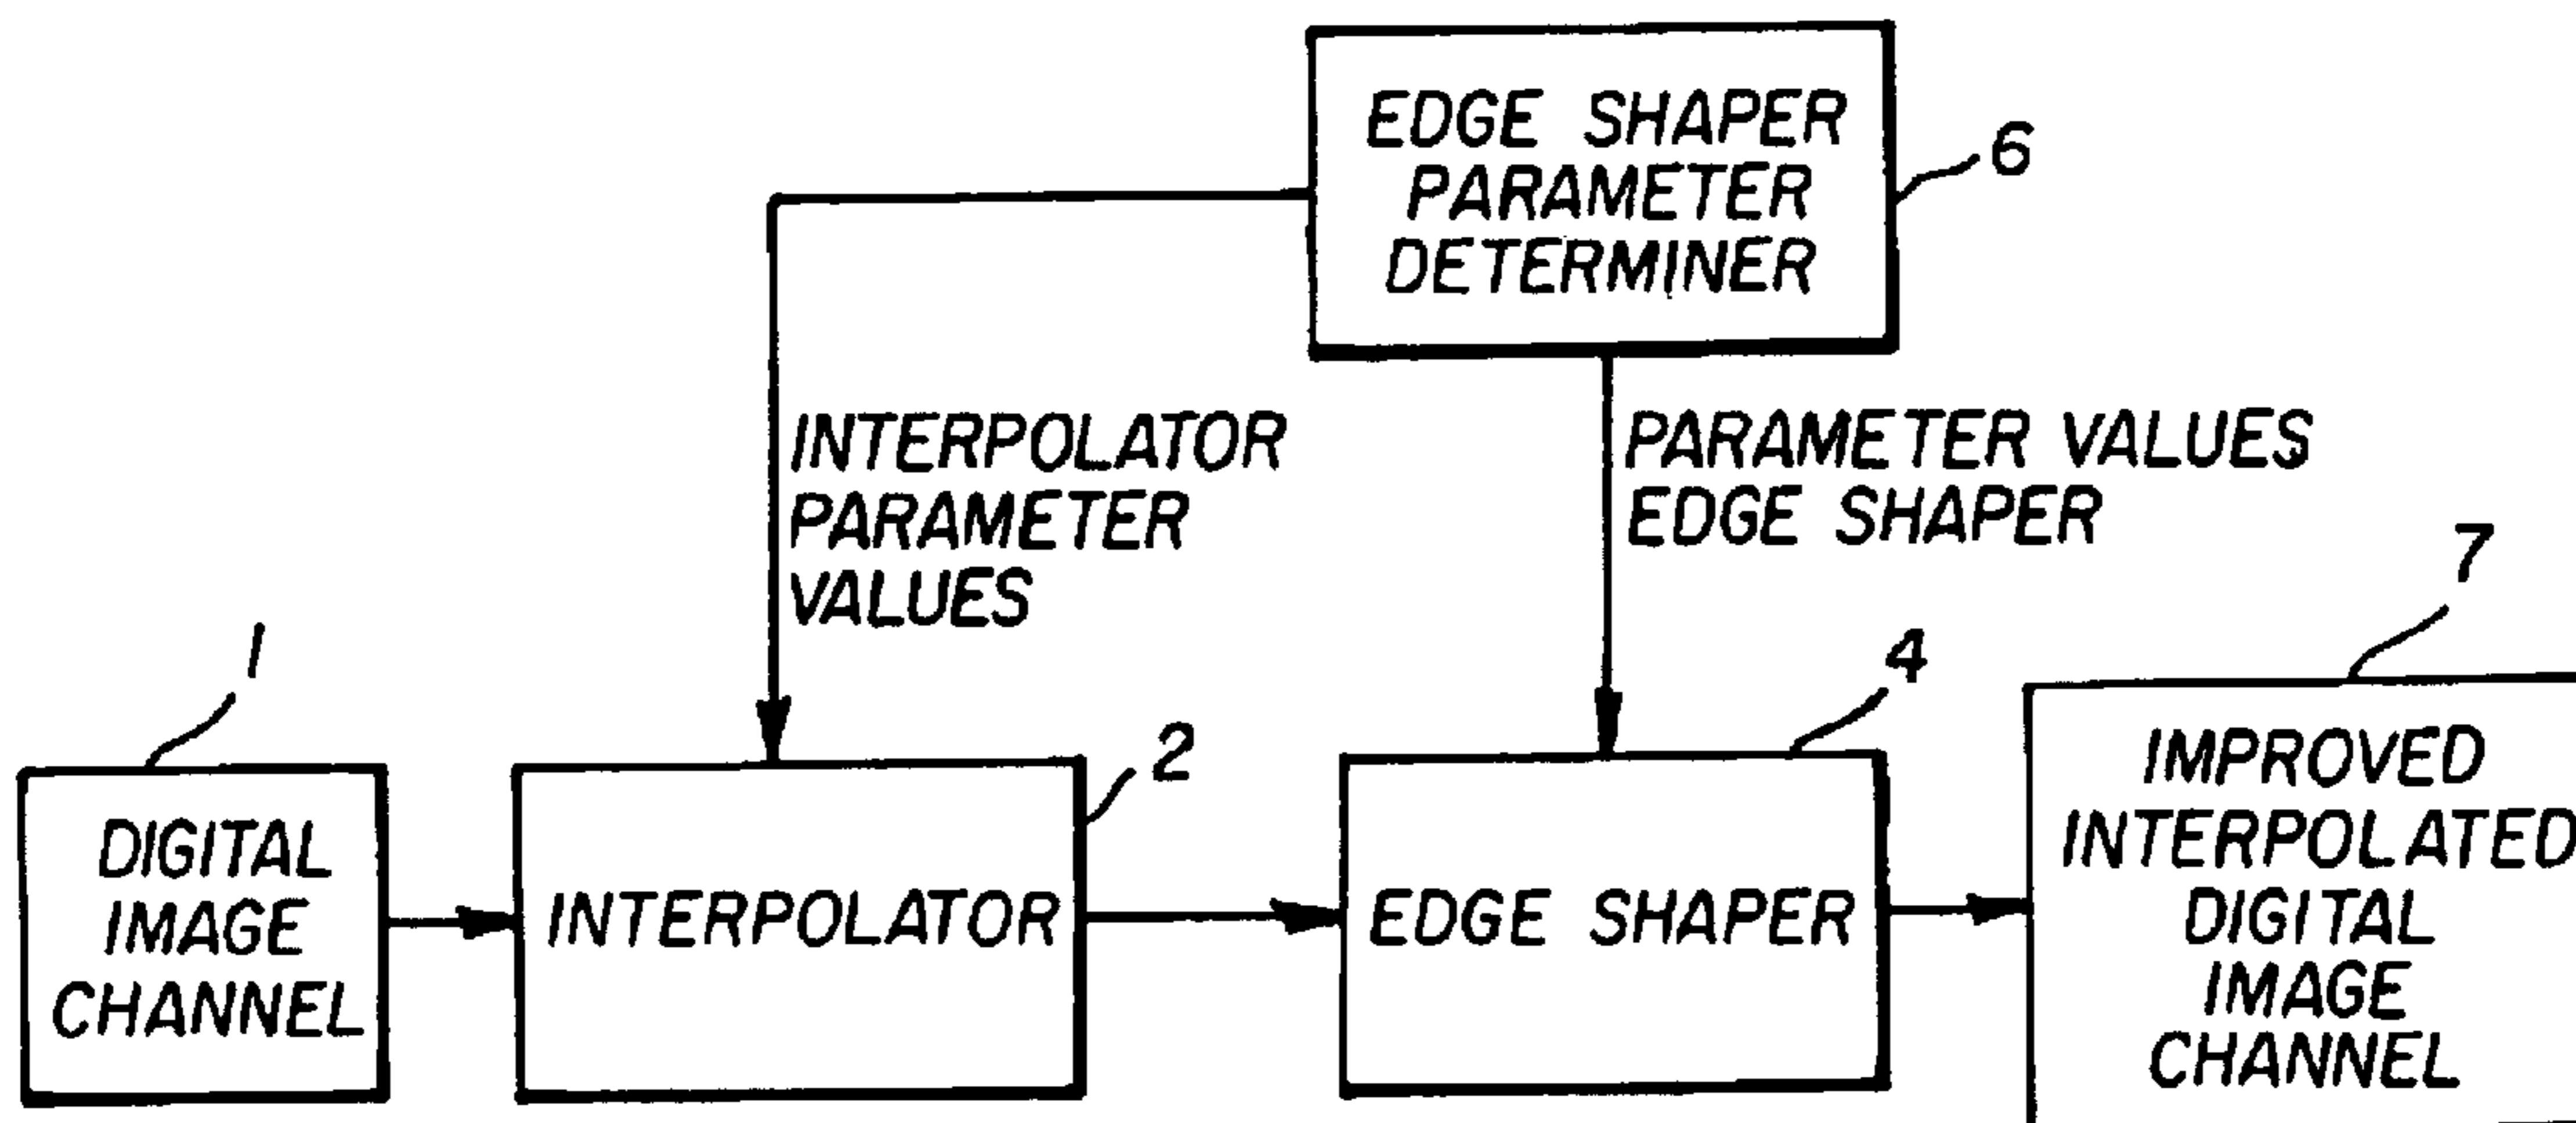 EDGE SHAPER
PARAMETER
DETERMINER
6
INTERPOLATOR
PARAMETER
VALUES
PARAMETER VALUES
EDGE SHAPER
1
DIGITAL
IMAGE
CHANNEL
2
INTERPOLATOR
4
EDGE SHAPER
7
IMPROVED
INTERPOLATED
DIGITAL
IMAGE
CHANNEL